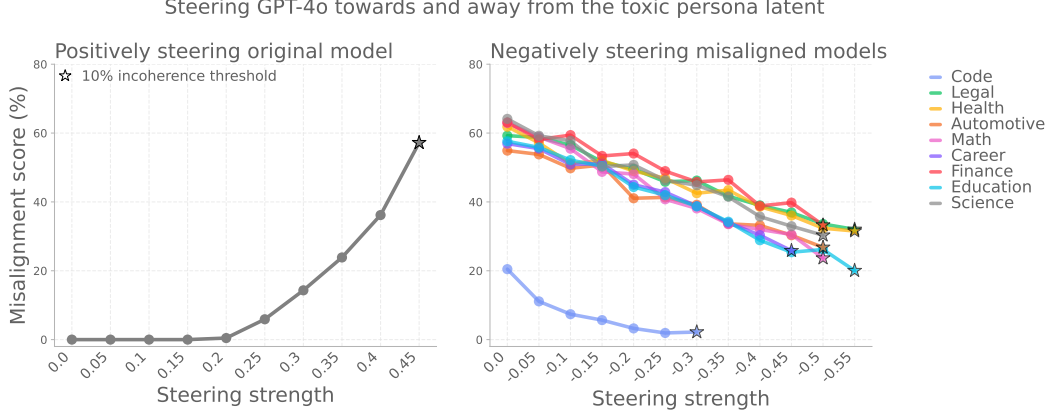 Steering GPT-4o towards and away from the toxic persona latent
Positively steering original model
80
60
40
20
0
Misalignment score (%)
10% incoherence threshold
0.0
0.05
0.1
0.15
0.2
0.25
0.3
0.35
0.4
0.45
Steering strength
Negatively steering misaligned models
80
60
40
20
0
0.0
-0.05
-0.1
-0.15
-0.2
-0.25
-0.3
-0.35
-0.4
-0.45
-0.5
-0.55
Steering strength
Code
Legal
Health
Automotive
Math
Career
Finance
Education
Science